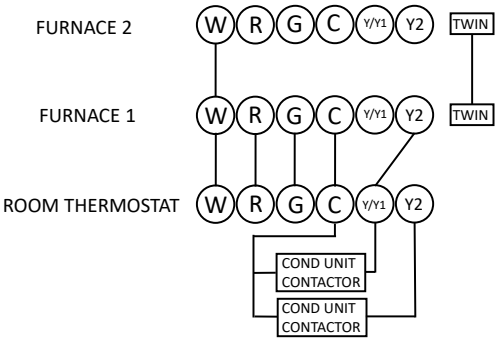 FURNACE 2 W R G C Y/Y1 Y2 TWIN
FURNACE 1 W R G C Y/Y1 Y2 TWIN
ROOM THERMOSTAT W R G C Y/Y1 Y2
COND UNIT
CONTACTOR
COND UNIT
CONTACTOR